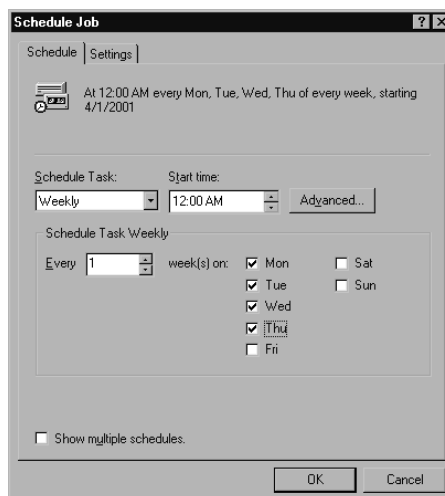 Schedule Job
Schedule Settings
At 12:00 AM every Mon, Tue, Wed, Thu of every week, starting
4/1/2001
Schedule Task: Start time:
Weekly 12:00 AM Advanced...
Schedule Task Weekly
Every 1 week(s) on: Mon Sat
Tue Sun
Wed
Thu
Fri
Show multiple schedules.
OK Cancel